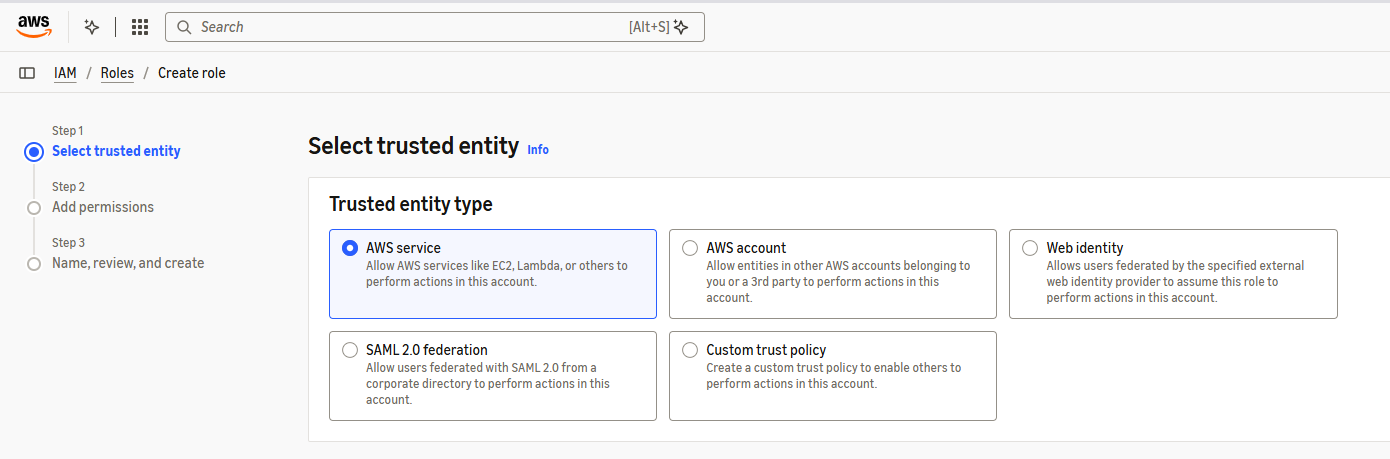 aws
Search [Alt+S]
IAM / Roles / Create role
Step 1
Select trusted entity
Step 2
Add permissions
Step 3
Name, review, and create
Select trusted entity Info
Trusted entity type
AWS service
Allow AWS services like EC2, Lambda, or others to
perform actions in this account.
AWS account
Allow entities in other AWS accounts belonging to
you or a 3rd party to perform actions in this
account.
Web identity
Allows users federated by the specified external
web identity provider to assume this role to
perform actions in this account.
SAML 2.0 federation
Allow users federated with SAML 2.0 from a
corporate directory to perform actions in this
account.
Custom trust policy
Create a custom trust policy to enable others to
perform actions in this account.